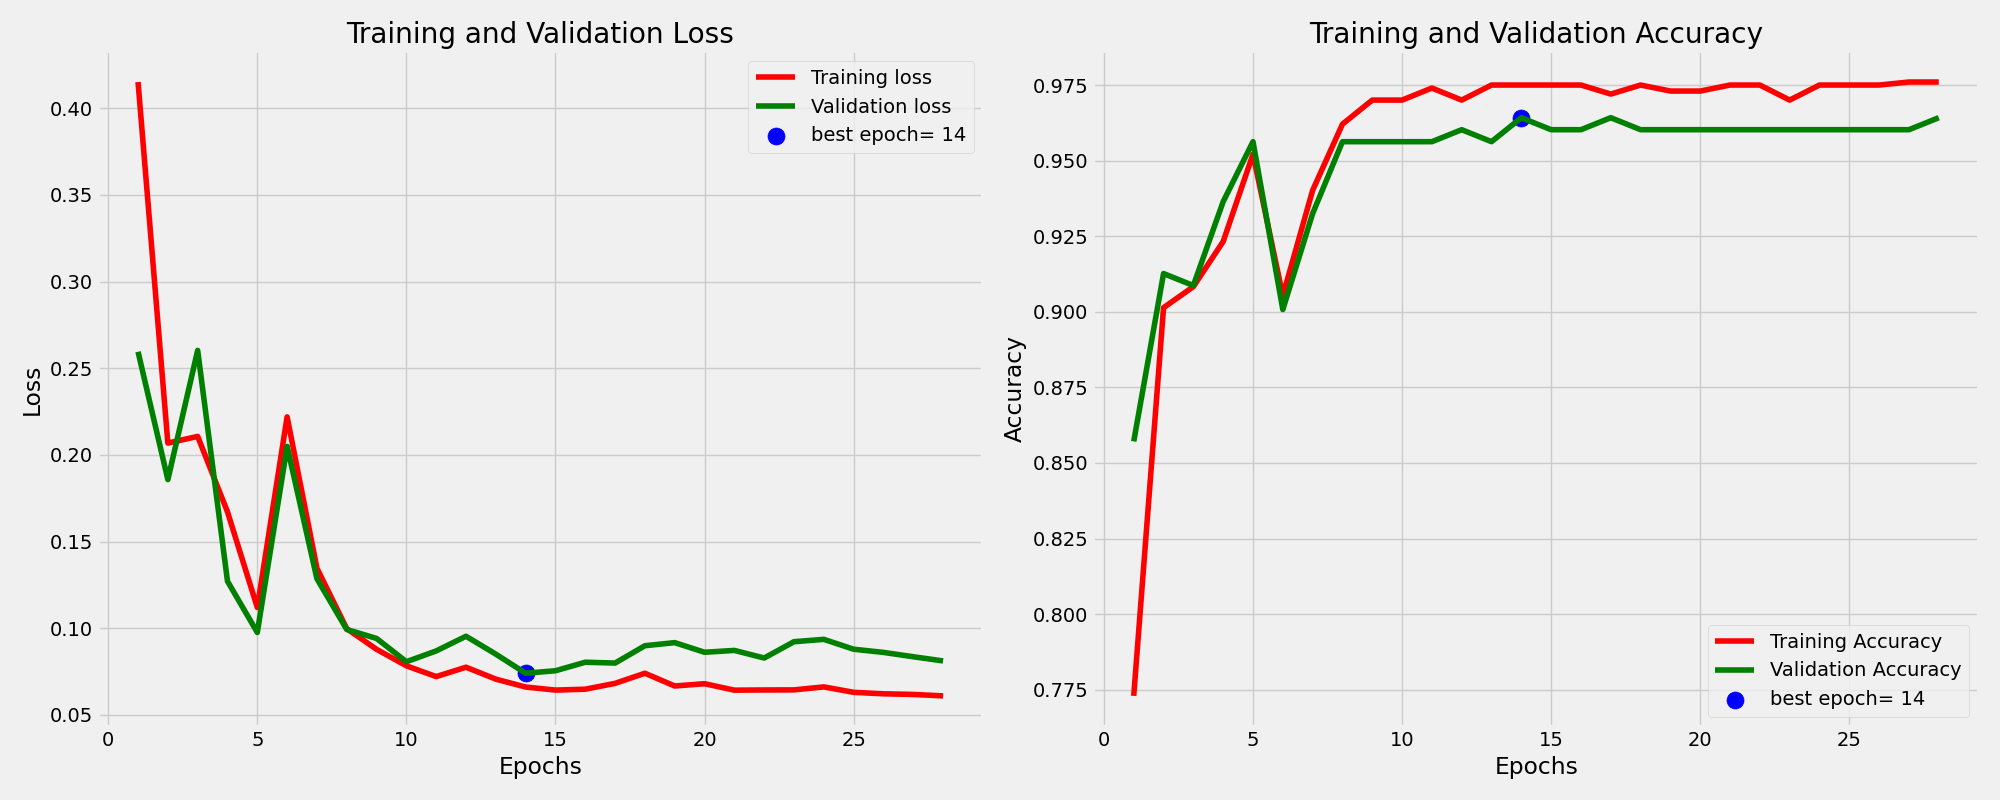 Training and Validation Loss
Training loss
Validation loss
best epoch= 14
0.40
0.35
0.30
0.25
0.20
0.15
0.10
0.05
Loss
0
5
10
15
20
25
Epochs
Training and Validation Accuracy
0.975
0.950
0.925
0.900
0.875
0.850
0.825
0.800
0.775
Accuracy
Training Accuracy
Validation Accuracy
best epoch= 14
0
5
10
15
20
25
Epochs